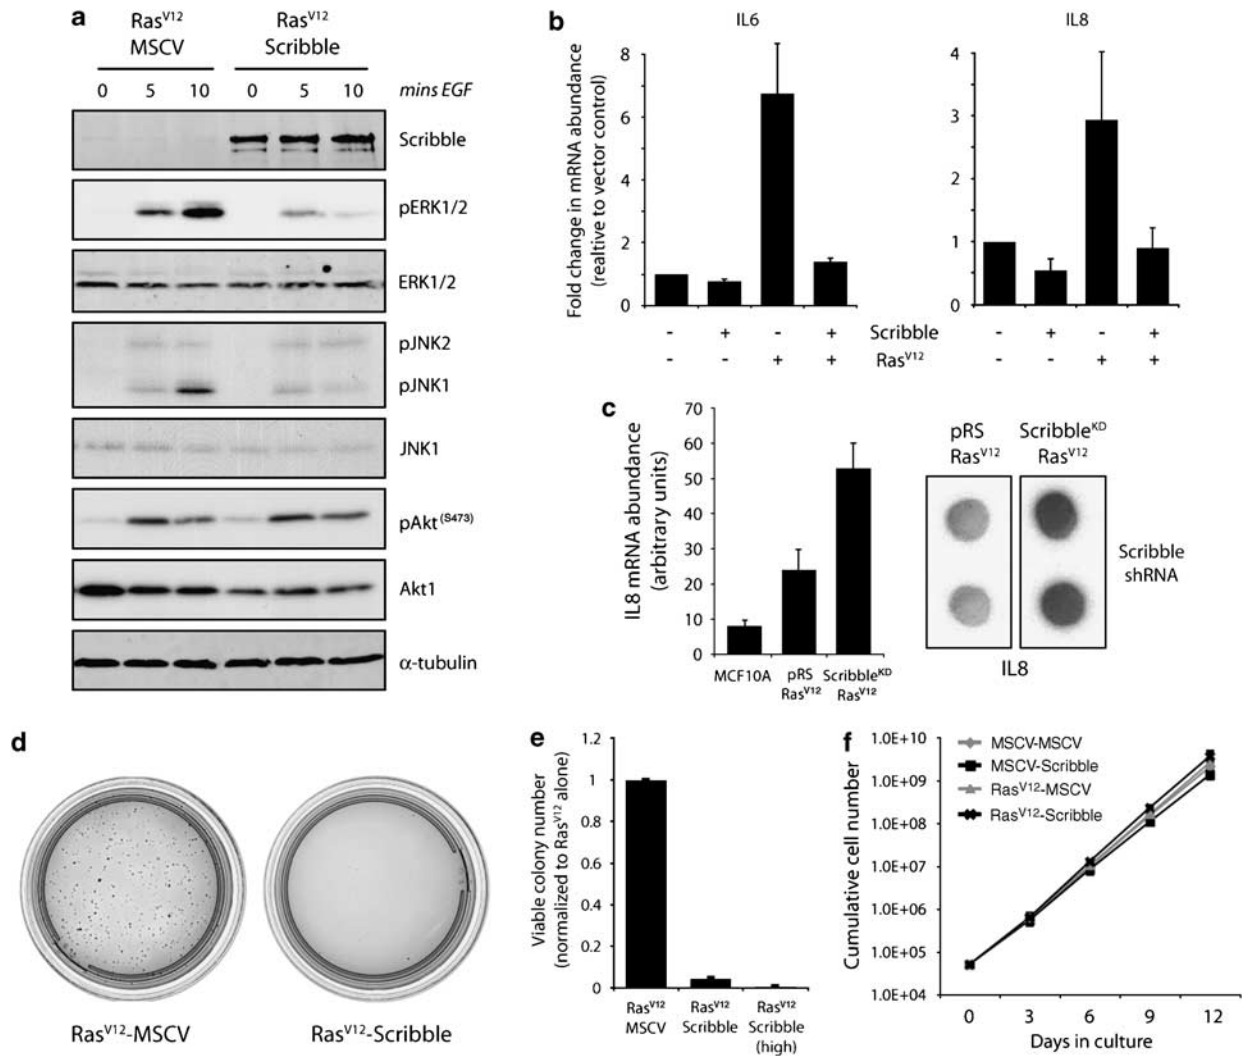 a
Ras^V12 MSCV
Ras^V12 Scribble
0 5 10 0 5 10 mins EGF
Scribble
pERK1/2
ERK1/2
pJNK2
pJNK1
JNK1
pAkt^(S473)
Akt1
α-tubulin
b
IL6
Fold change in mRNA abundance
(realtive to vector control)
8
6
4
2
0
IL8
4
3
2
1
0
- + - + Scribble - + - +
- - + + Ras^V12 - - + +
c
IL8 mRNA abundance
(arbitrary units)
70
60
50
40
30
20
10
0
MCF10A
pRS
Ras^V12
Scribble^KD
Ras^V12
pRS
Ras^V12
Scribble^KD
Ras^V12
Scribble
shRNA
IL8
d
Ras^V12-MSCV
Ras^V12-Scribble
e
Viable colony number
(normalized to Ras^V12 alone)
1.2
1
0.8
0.6
0.4
0.2
0
Ras^V12
MSCV
Ras^V12
Scribble
Ras^V12
Scribble
(high)
f
Cumulative cell number
1.0E+10
1.0E+09
1.0E+08
1.0E+07
1.0E+06
1.0E+05
1.0E+04
MSCV-MSCV
MSCV-Scribble
Ras^V12-MSCV
Ras^V12-Scribble
0 3 6 9 12
Days in culture